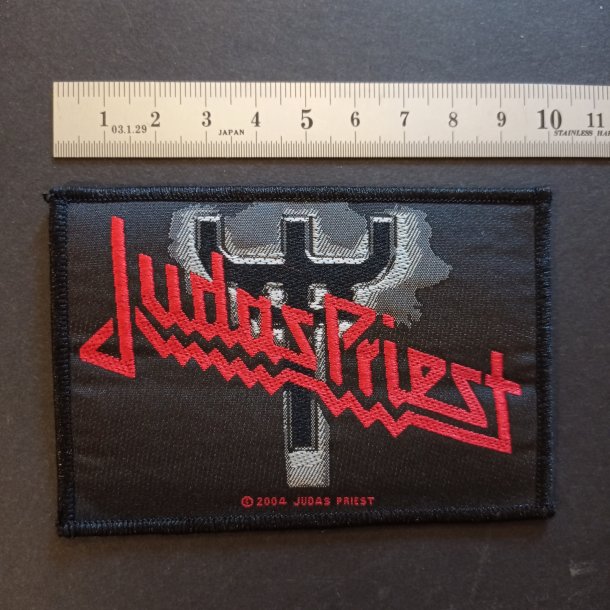 1 2 3 4 5 6 7 8 9 10 11
03.1.29 JAPAN STAINLESS HA
Judas Priest
© 2004 JUDAS PRIEST